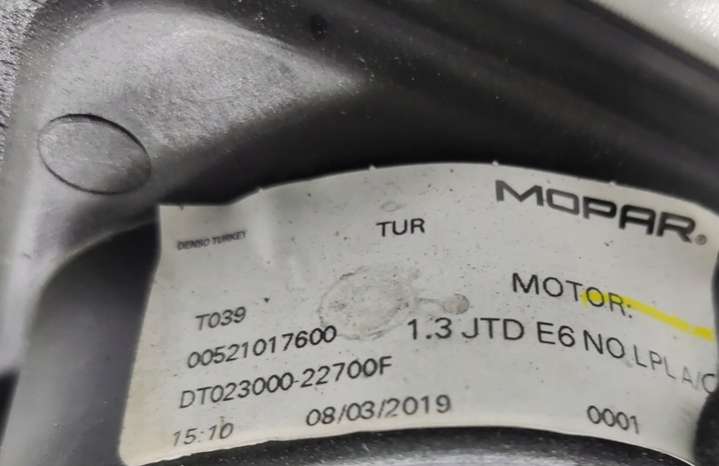 MOPAR®
DENSO TURKEY
TUR
MOTOR:
T039
00521017600
1.3 JTD E6 NO LPL A/C
DT023000-22700F
15:10
08/03/2019
0001